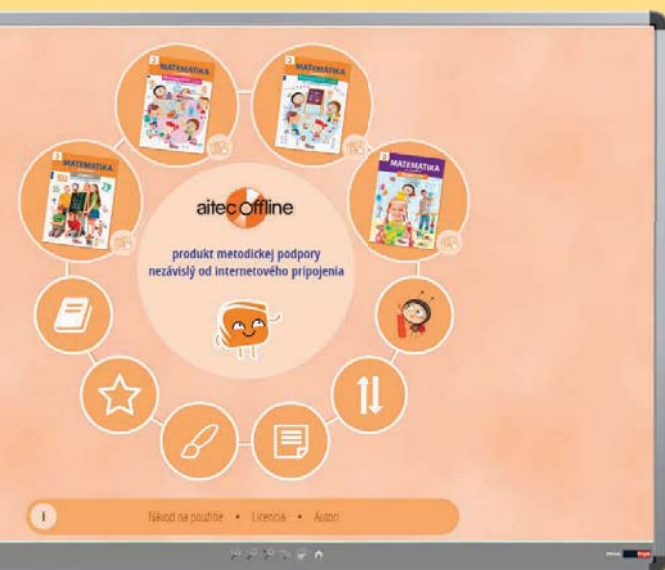 MATEMATIKA
MATEMATIKA
MATEMATIKA
MATEMATIKA
aitec offline
produkt metodickej podpory
nezávislý od internetového pripojenia
i Návod na použitie • Licencia • Autori